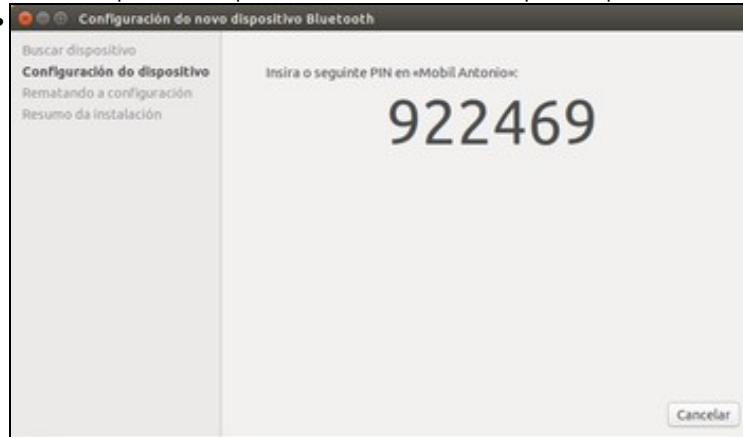 Configuración do novo dispositivo Bluetooth
Buscar dispositivo
Configuración do dispositivo
Rematando a configuración
Resumo da instalación
Insira o seguinte PIN en «Mobil Antonio»:
922469
Cancelar